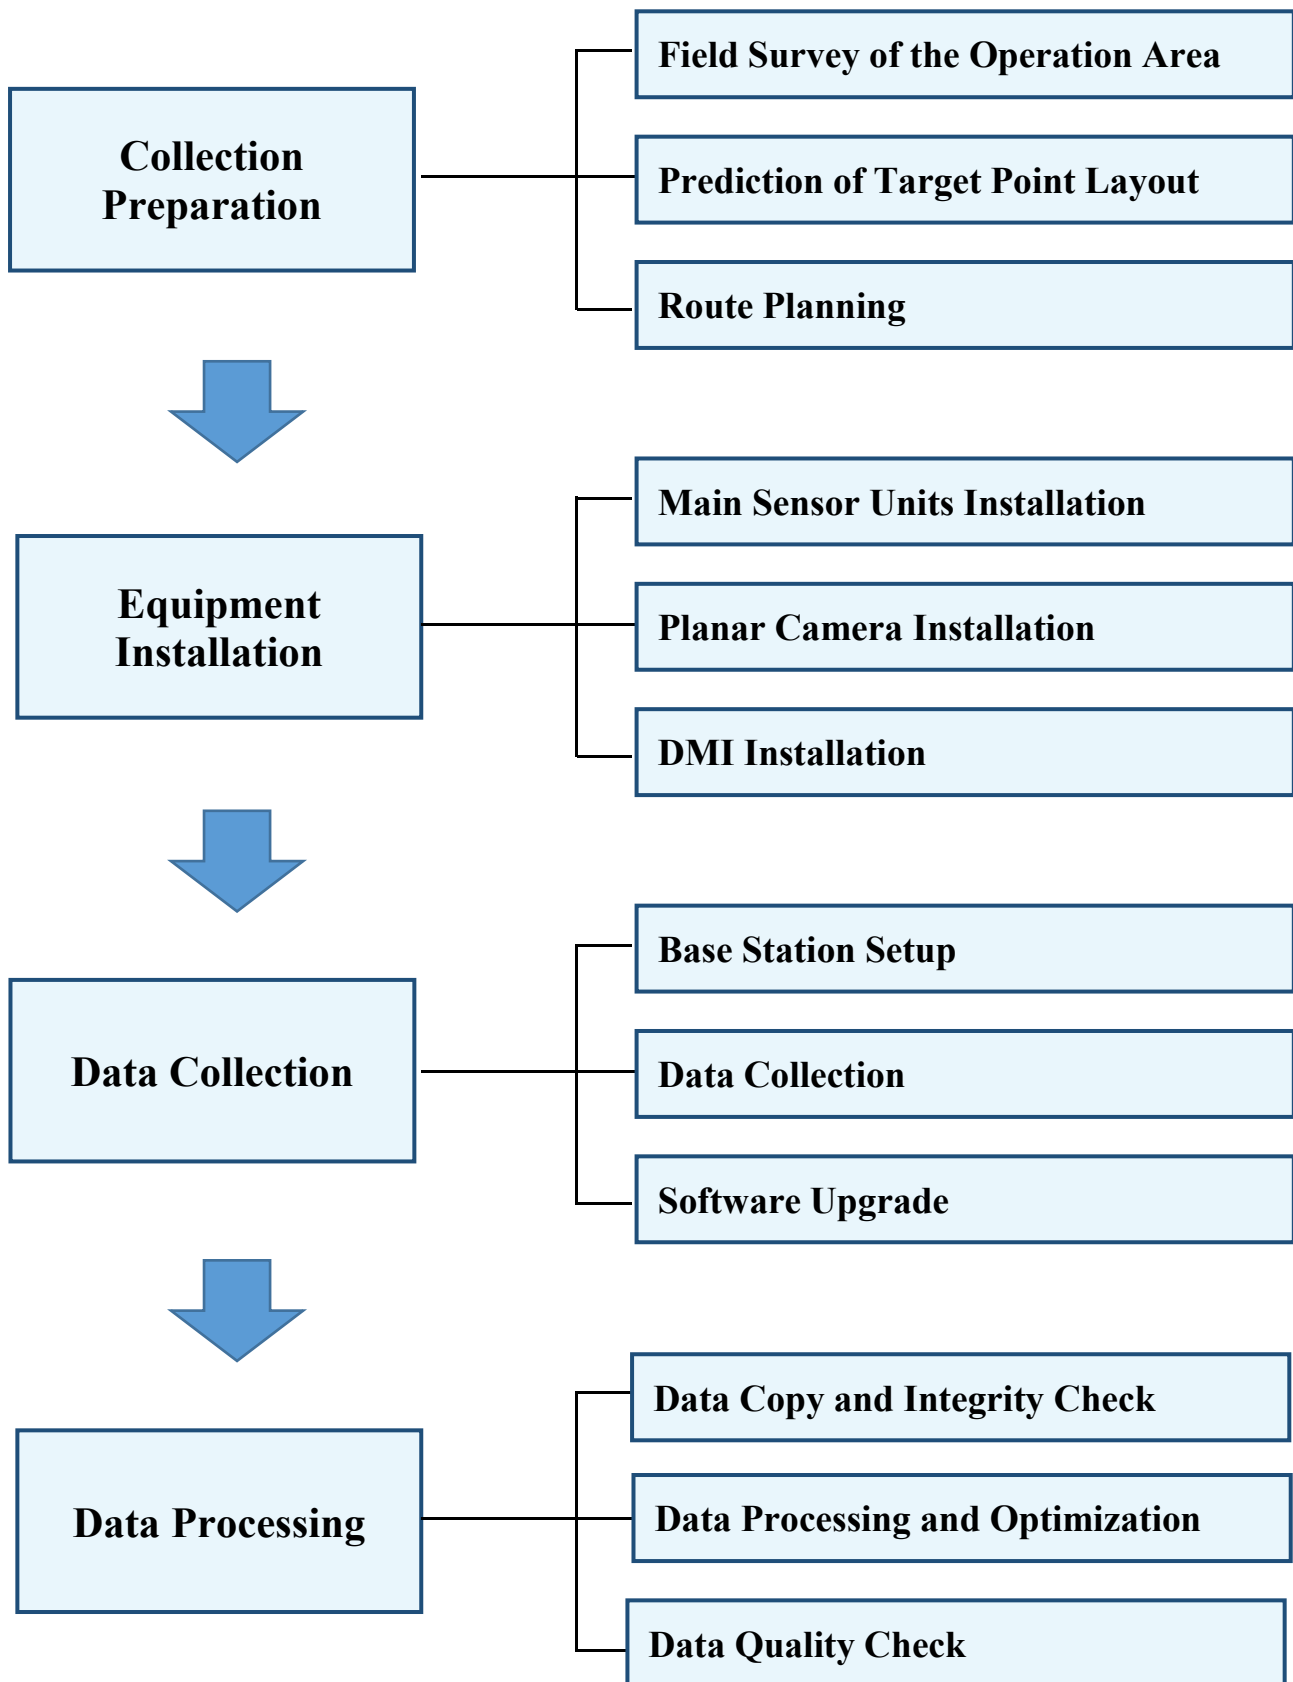 Collection
Preparation
Field Survey of the Operation Area
Prediction of Target Point Layout
Route Planning
Equipment
Installation
Main Sensor Units Installation
Planar Camera Installation
DMI Installation
Data Collection
Base Station Setup
Data Collection
Software Upgrade
Data Processing
Data Copy and Integrity Check
Data Processing and Optimization
Data Quality Check